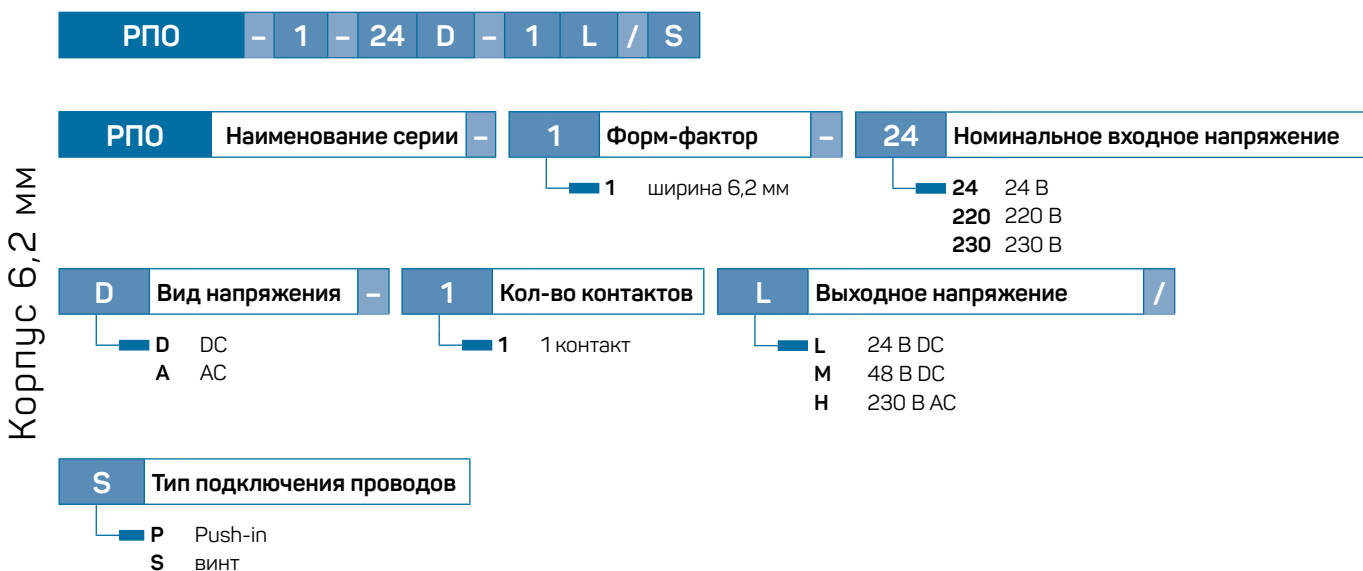 РПО – 1 – 24 D – 1 L / S
РПО Наименование серии – 1 Форм-фактор – 24 Номинальное входное напряжение
1 ширина 6,2 мм
24 24 В
220 220 В
230 230 В
Корпус 6,2 мм
D Вид напряжения – 1 Кол-во контактов L Выходное напряжение /
D DC
A AC
1 1 контакт
L 24 В DC
M 48 В DC
H 230 В AC
S Тип подключения проводов
P Push-in
S винт